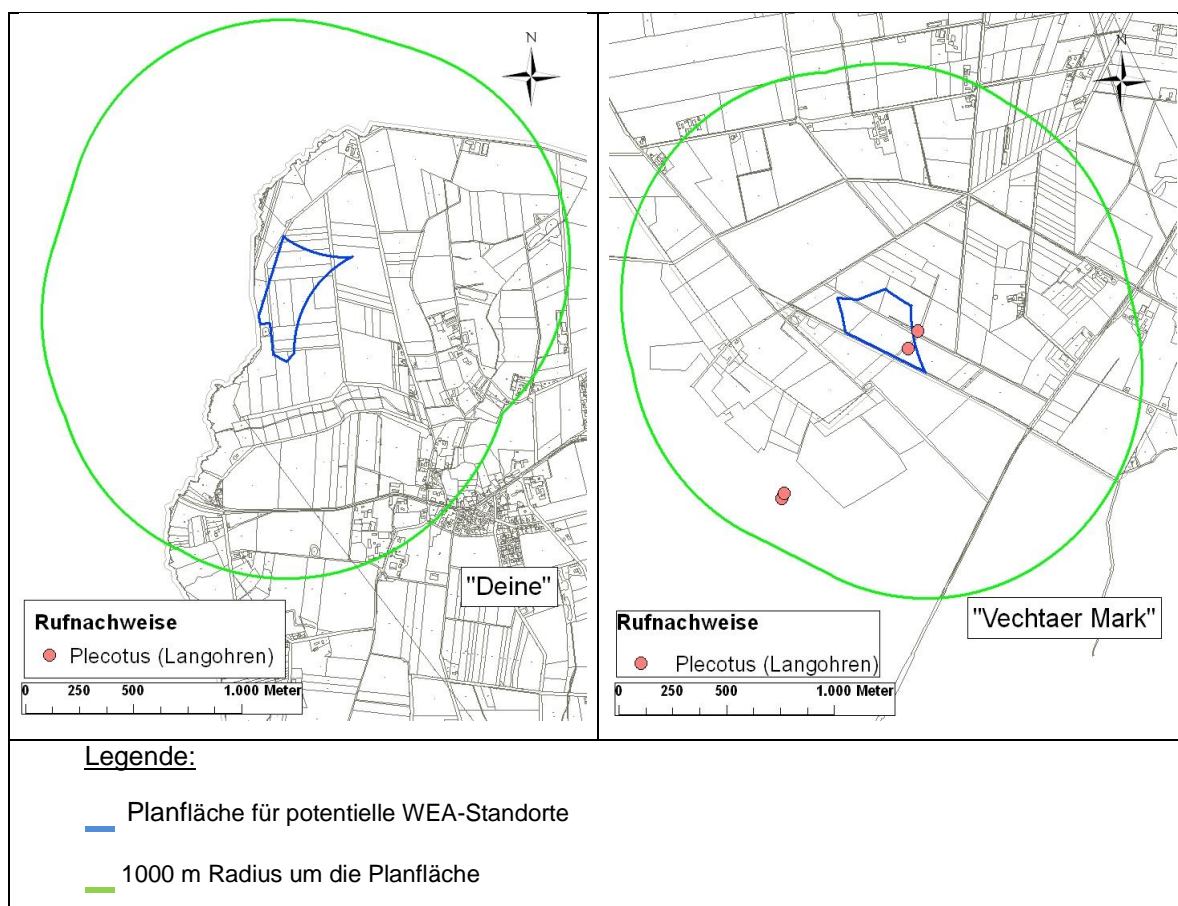 N
"Deine"
Rufnachweise
Plecotus (Langohren)
0 250 500 1.000 Meter
N
"Vechtaer Mark"
Rufnachweise
Plecotus (Langohren)
0 250 500 1.000 Meter
Legende:
Planfläche für potentielle WEA-Standorte
1000 m Radius um die Planfläche